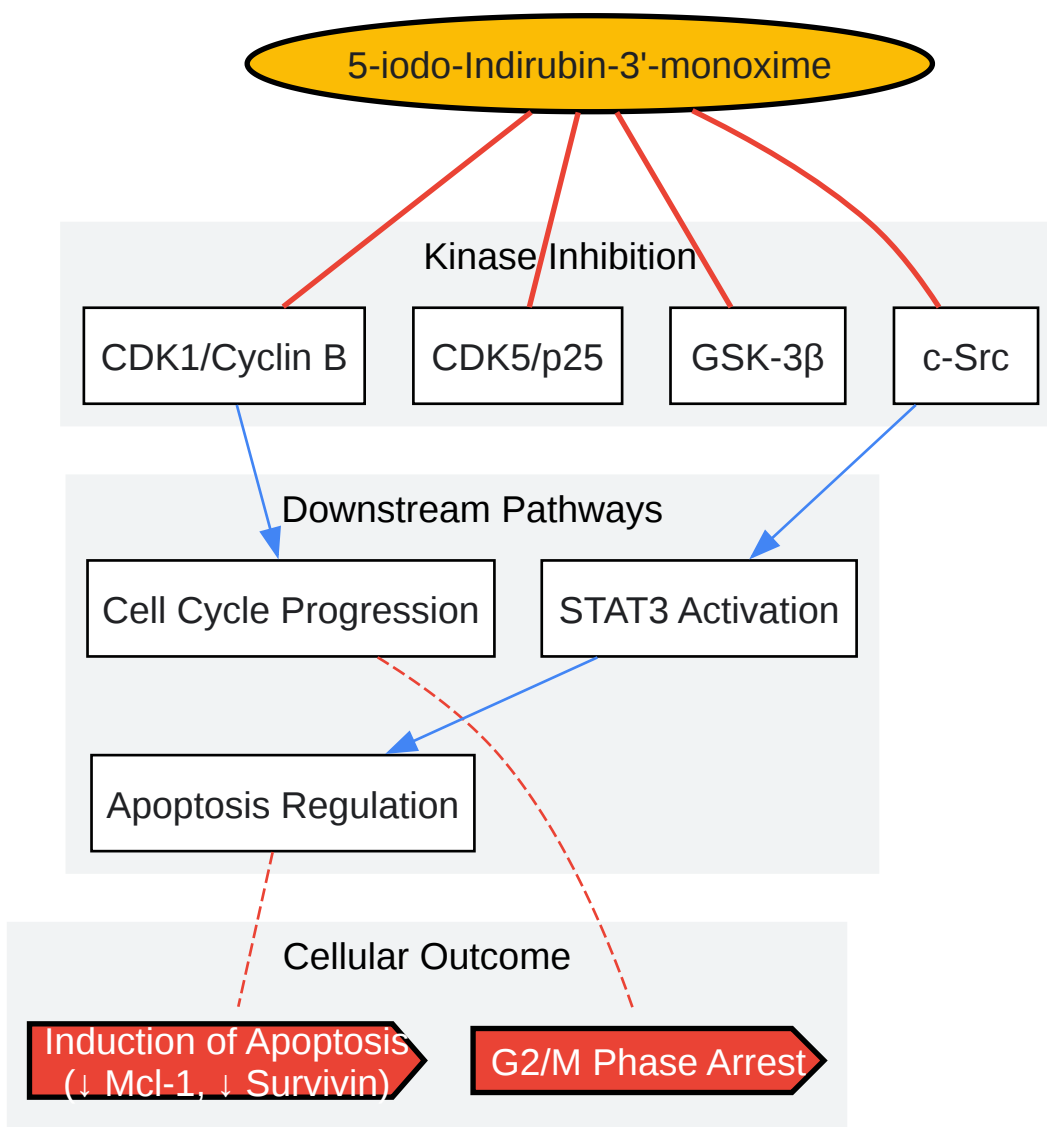 5-iodo-Indirubin-3'-monoxime
Kinase Inhibition
CDK1/Cyclin B
CDK5/p25
GSK-3β
c-Src
Downstream Pathways
Cell Cycle Progression
STAT3 Activation
Apoptosis Regulation
Cellular Outcome
Induction of Apoptosis
(↓ Mcl-1, ↓ Survivin)
G2/M Phase Arrest